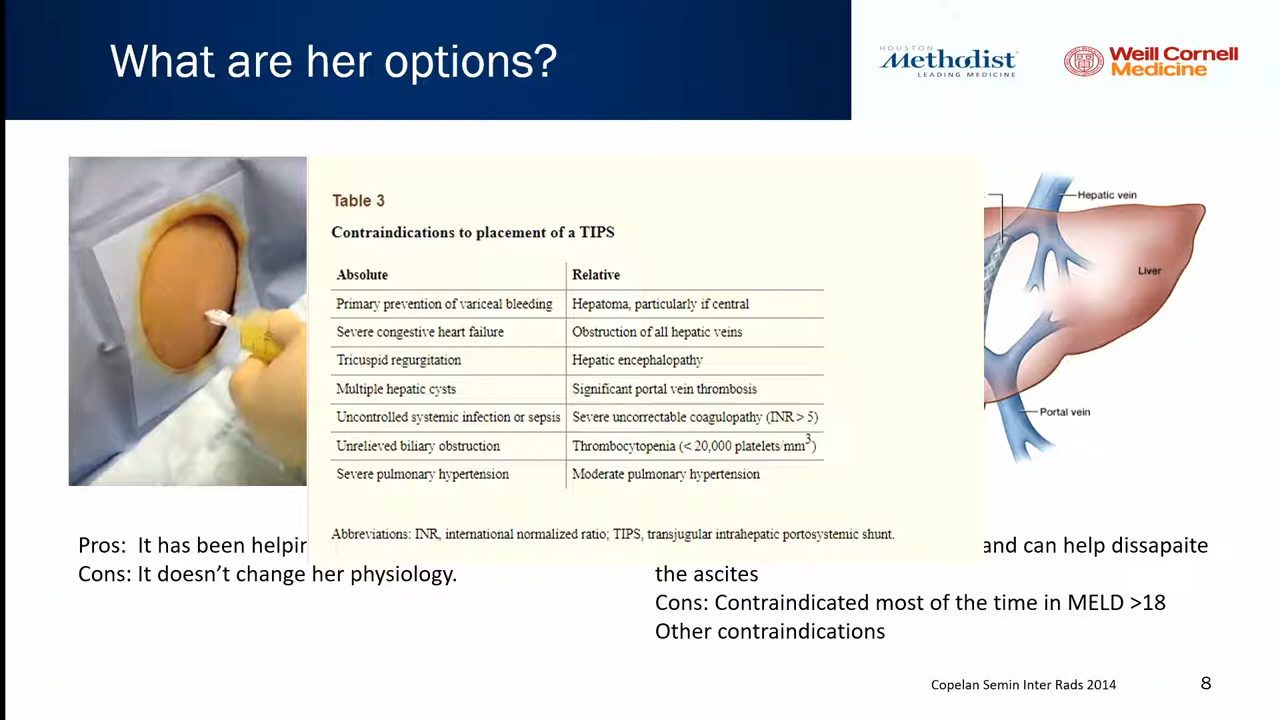 What are her options?
HOUSTON
Methodist
LEADING MEDICINE
Weill Cornell
Medicine
Table 3
Contraindications to placement of a TIPS
Absolute Relative
Primary prevention of variceal bleeding Hepatoma, particularly if central
Severe congestive heart failure Obstruction of all hepatic veins
Tricuspid regurgitation Hepatic encephalopathy
Multiple hepatic cysts Significant portal vein thrombosis
Uncontrolled systemic infection or sepsis Severe uncorrectable coagulopathy (INR > 5)
Unrelieved biliary obstruction Thrombocytopenia (< 20,000 platelets/mm3)
Severe pulmonary hypertension Moderate pulmonary hypertension
Abbreviations: INR, international normalized ratio; TIPS, transjugular intrahepatic portosystemic shunt.
Hepatic vein
Liver
Portal vein
Pros: It has been
Cons: It doesn't change her physiology.
and can help dissapaite
the ascites
Cons: Contraindicated most of the time in MELD >18
Other contraindications
Copelan Semin Inter Rads 2014
8